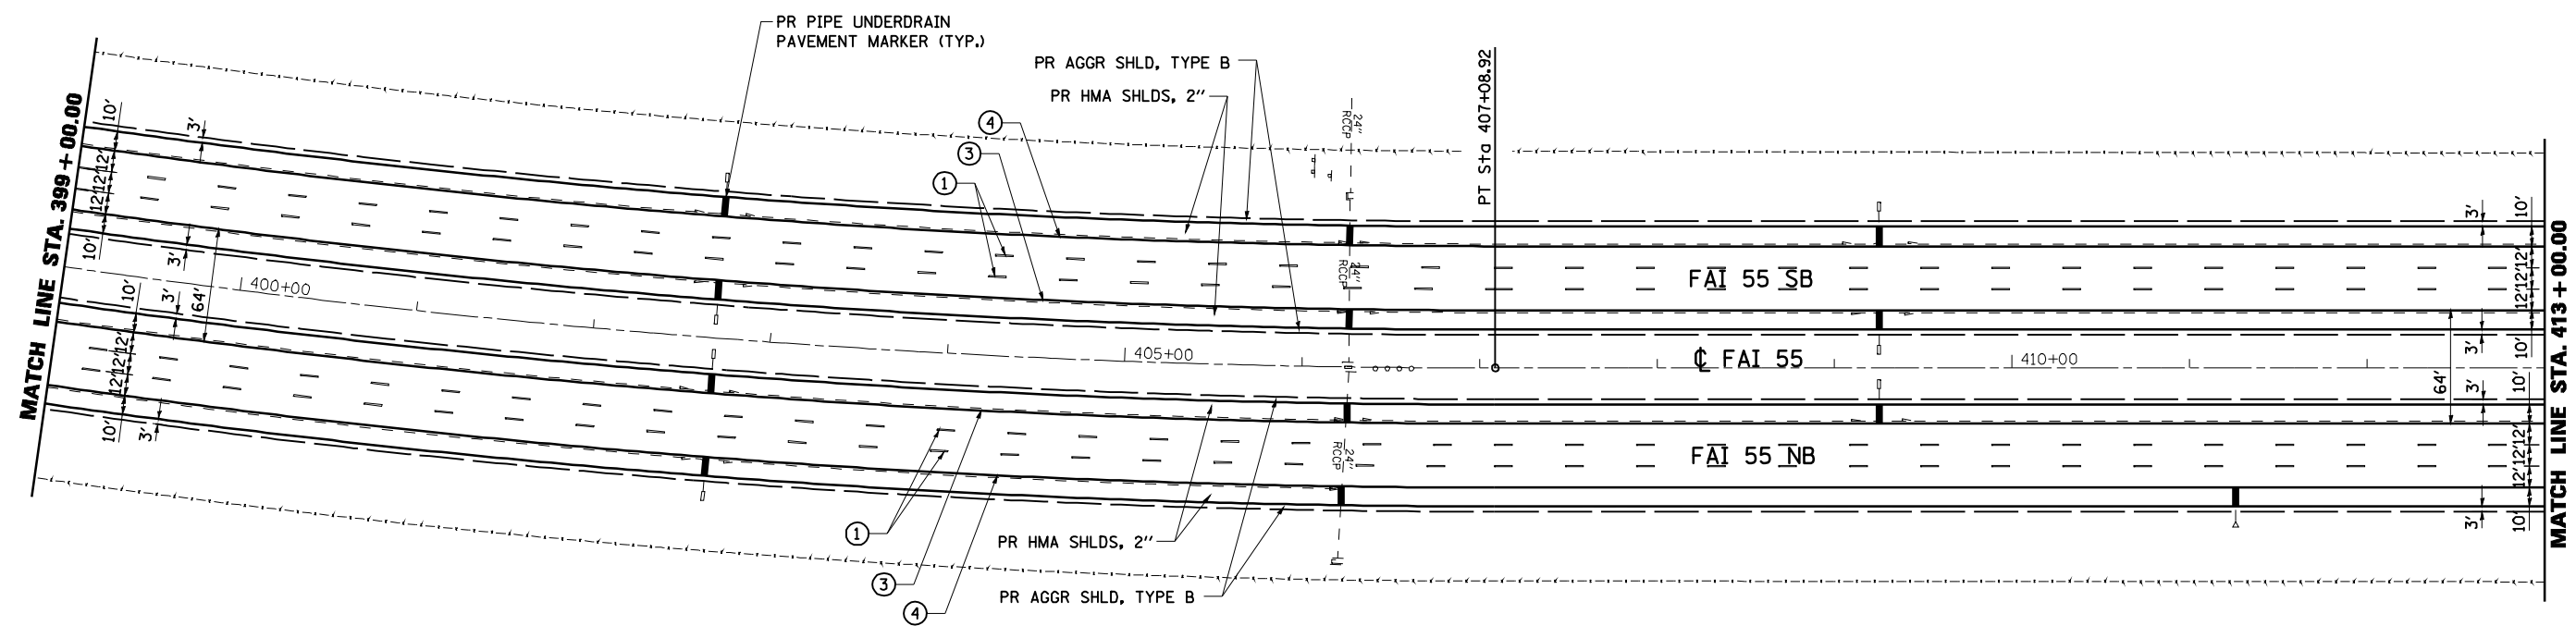 PR PIPE UNDERDRAIN
PAVEMENT MARKER (TYP.)
PR AGGR SHLD, TYPE B
PR HMA SHLDS, 2"
4
3
1
24"
RCCP
PT Sta 407+08.92
MATCH LINE STA. 399+00.00
10'
3'
12'
12'
12'
10'
3'
164'
10'
3'
12'
12'
12'
10'
3'
400+00
405+00
24"
RCCP
FAI 55 SB
℄ FAI 55
410+00
24"
RCCP
FAI 55 NB
3'
10'
12'
12'
12'
3'
10'
64'
3'
10'
12'
12'
12'
3'
10'
MATCH LINE STA. 413+00.00
1
PR HMA SHLDS, 2"
3
PR AGGR SHLD, TYPE B
4